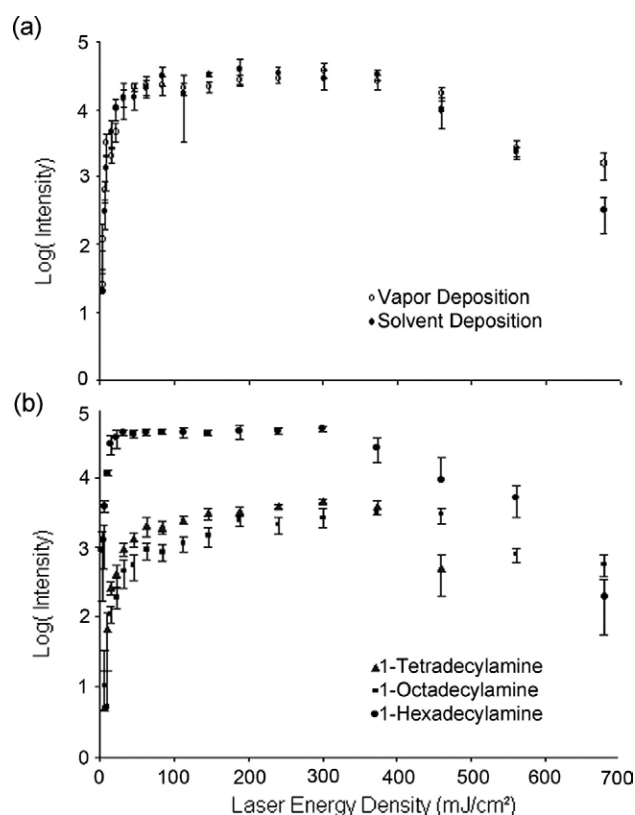 (a)
5
4
3
2
1
0
Log( Intensity)
Vapor Deposition
Solvent Deposition
(b)
5
4
3
2
1
0
Log( Intensity)
1-Tetradecylamine
1-Octadecylamine
1-Hexadecylamine
0 100 200 300 400 500 600 700
Laser Energy Density (mJ/cm²)